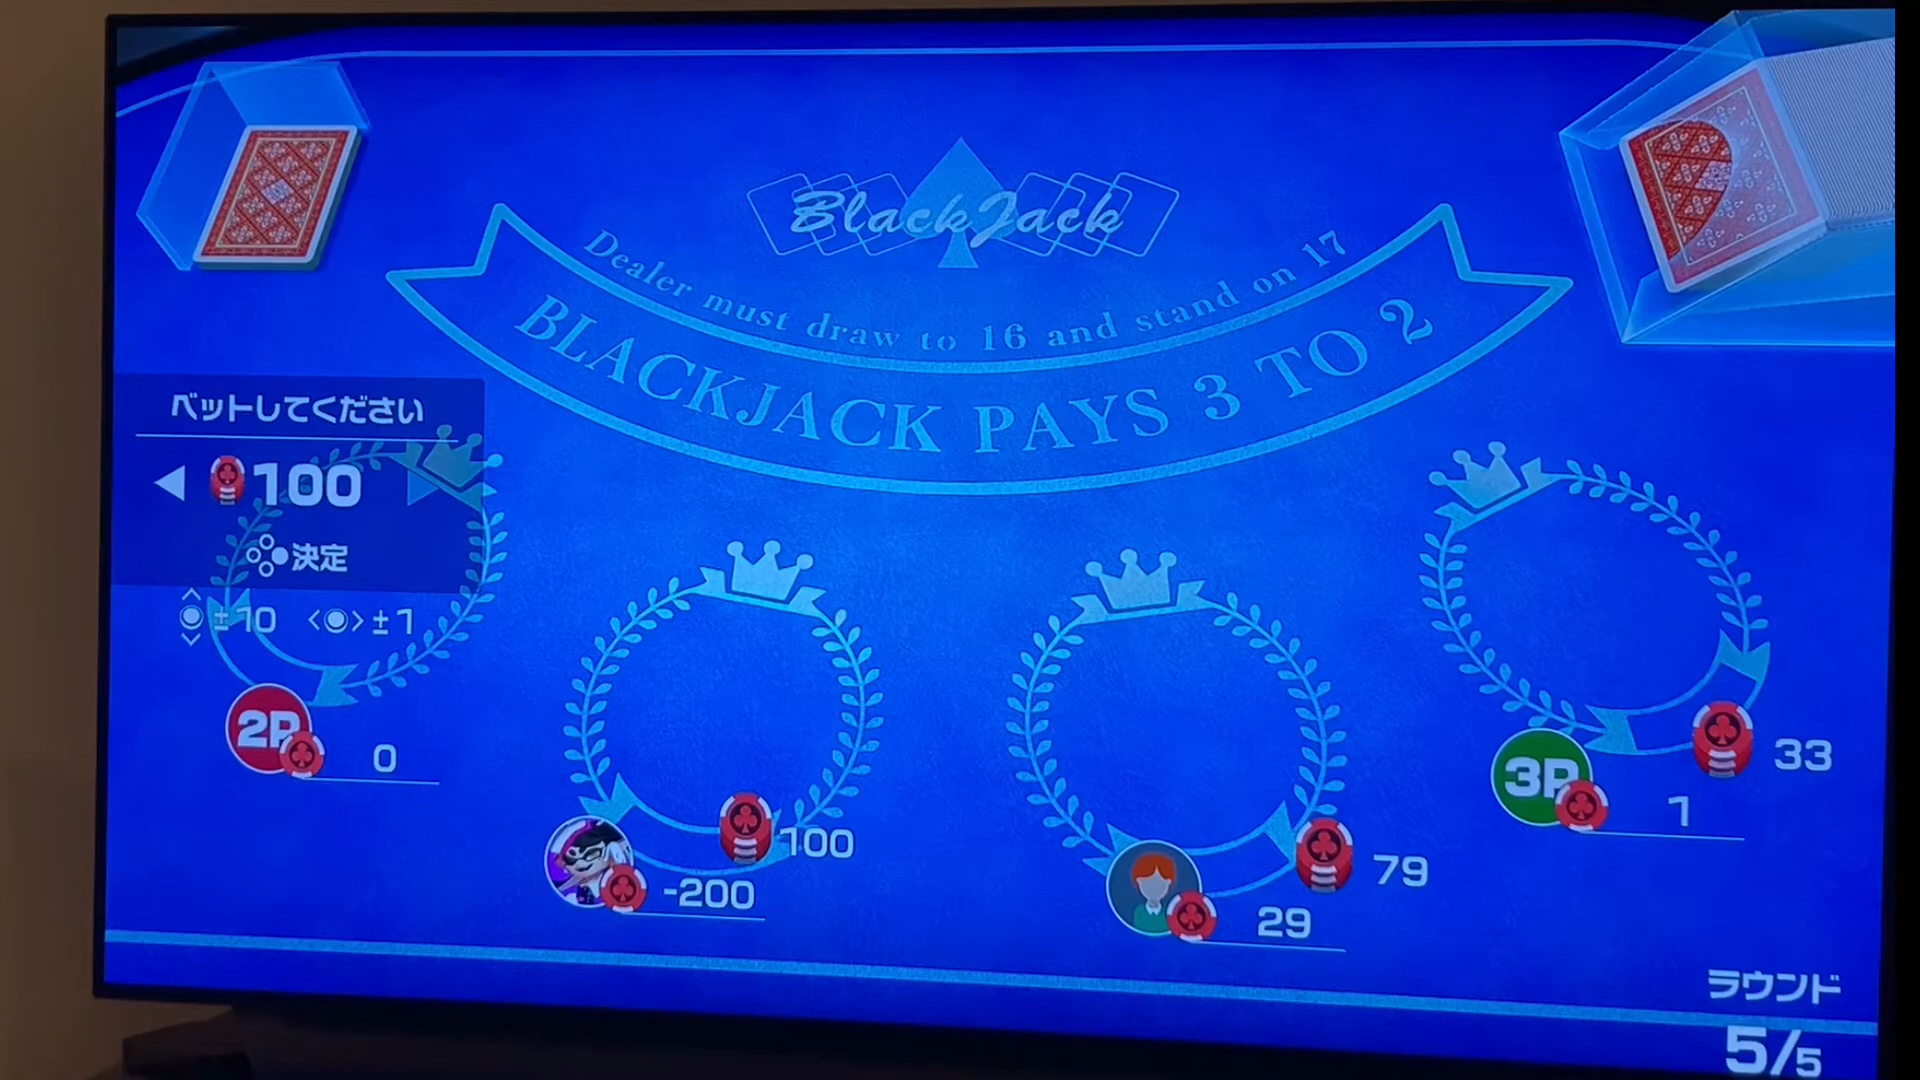 BlackJack
Dealer must draw to 16 and stand on 17
BLACKJACK PAYS 3 TO 2
ベットしてください
100
決定
±10 ±1
2P
0
100
-200
79
29
33
3P
1
ラウンド
5/5